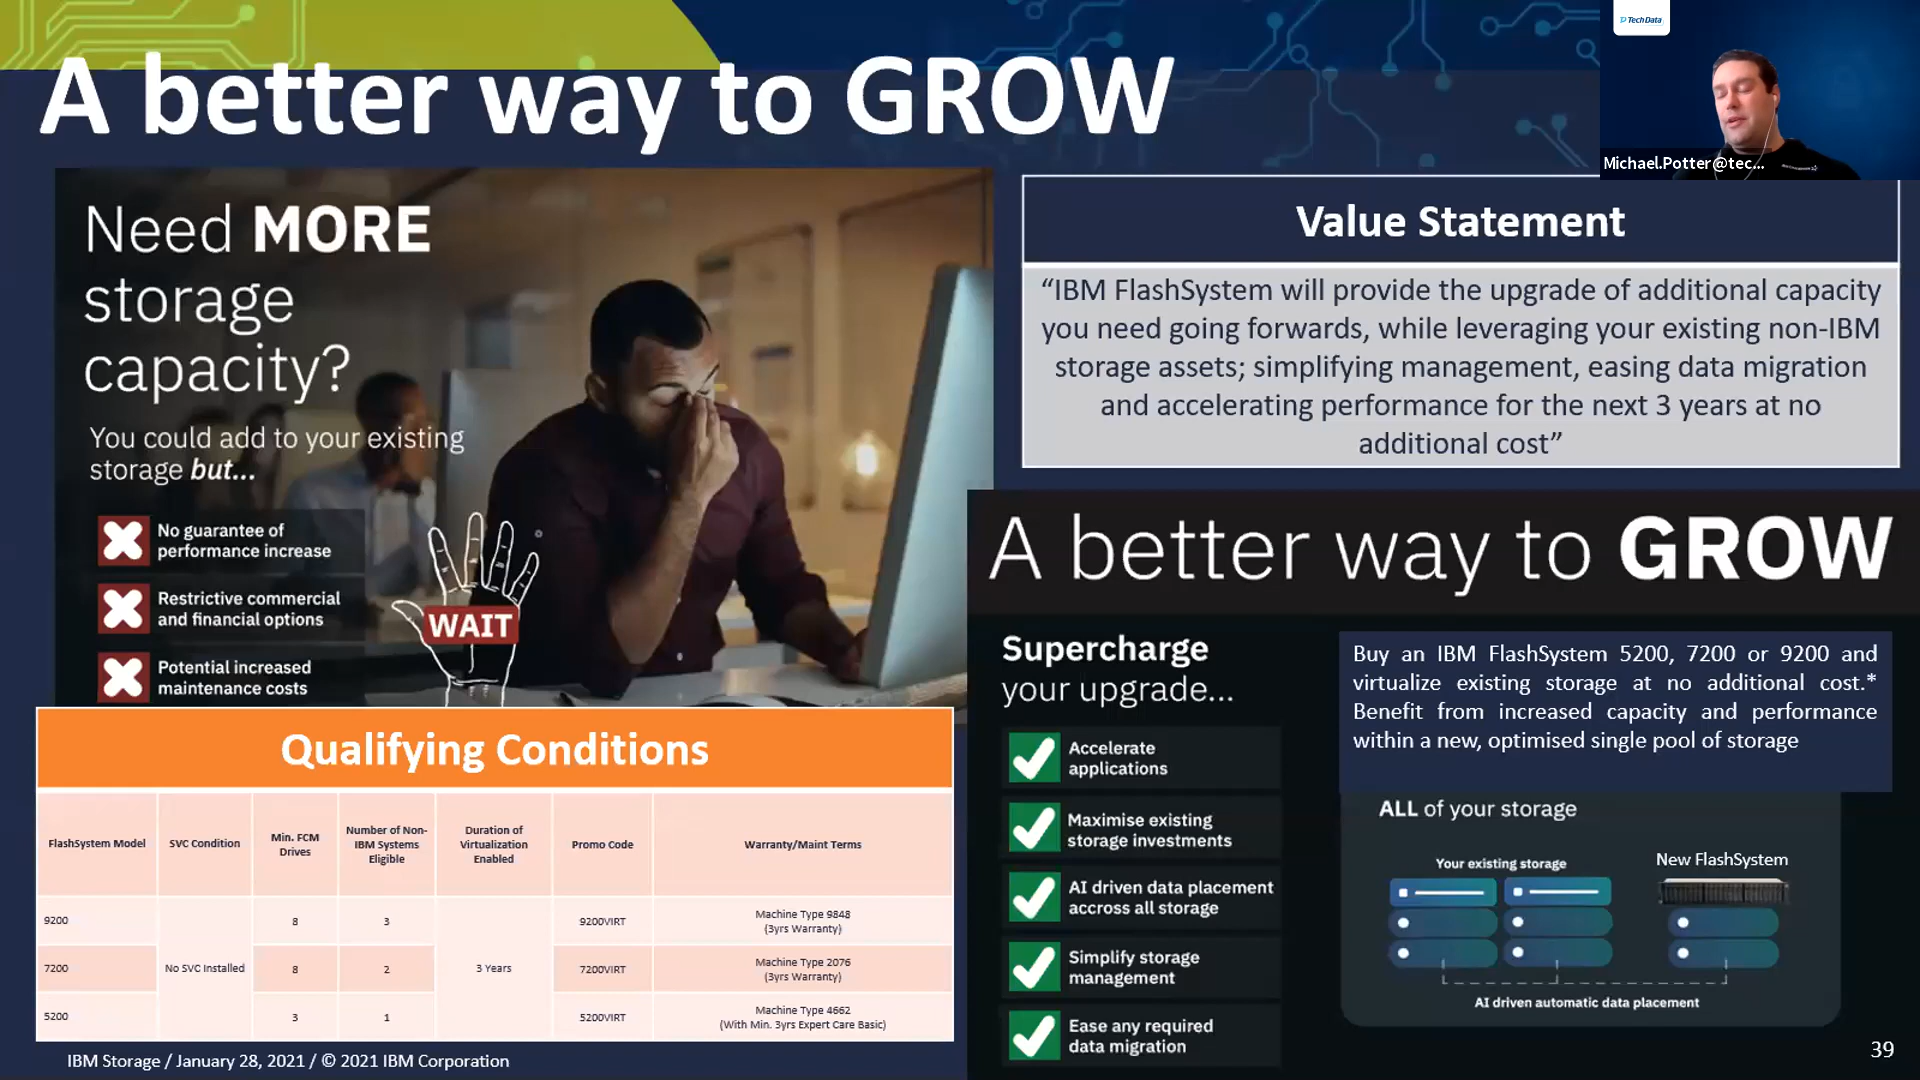 A better way to GROW
TechData
Michael.Potter@tec...
Need MORE
storage
capacity?
You could add to your existing
storage but...
No guarantee of
performance increase
Restrictive commercial
and financial options
Potential increased
maintenance costs
WAIT
Value Statement
“IBM FlashSystem will provide the upgrade of additional capacity
you need going forwards, while leveraging your existing non-IBM
storage assets; simplifying management, easing data migration
and accelerating performance for the next 3 years at no
additional cost”
A better way to GROW
Supercharge
your upgrade...
Accelerate
applications
Maximise existing
storage investments
AI driven data placement
accross all storage
Simplify storage
management
Ease any required
data migration
Buy an IBM FlashSystem 5200, 7200 or 9200 and
virtualize existing storage at no additional cost.*
Benefit from increased capacity and performance
within a new, optimised single pool of storage
ALL of your storage
Your existing storage
New FlashSystem
AI driven automatic data placement
Qualifying Conditions
FlashSystem Model
SVC Condition
Min. FCM
Drives
Number of Non-
IBM Systems
Eligible
Duration of
Virtualization
Enabled
Promo Code
Warranty/Maint Terms
9200
8
3
9200VIRT
Machine Type 9848
(3yrs Warranty)
7200
No SVC Installed
8
2
3 Years
7200VIRT
Machine Type 2076
(3yrs Warranty)
5200
3
1
5200VIRT
Machine Type 4662
(With Min. 3yrs Expert Care Basic)
IBM Storage / January 28, 2021 / © 2021 IBM Corporation
39